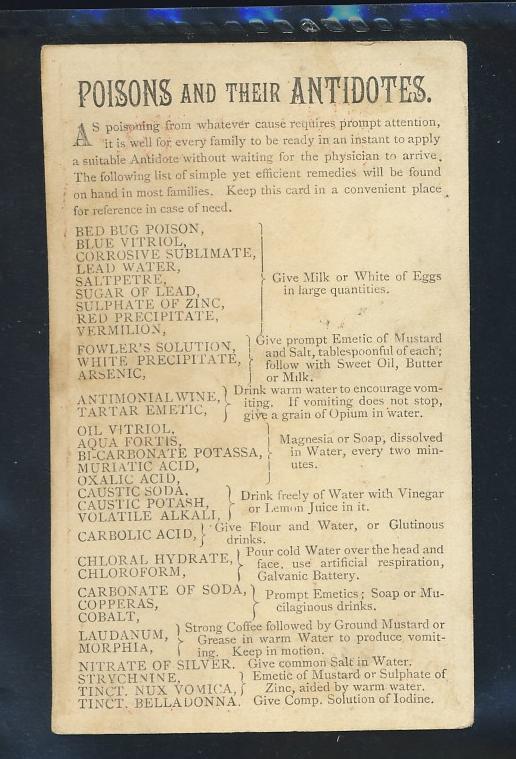 POISONS AND THEIR ANTIDOTES.
AS poisoning from whatever cause requires prompt attention,
it is well for every family to be ready in an instant to apply
a suitable Antidote without waiting for the physician to arrive.
The following list of simple yet efficient remedies will be found
on hand in most families. Keep this card in a convenient place
for reference in case of need.
BED BUG POISON,
BLUE VITRIOL,
CORROSIVE SUBLIMATE,
LEAD WATER,
SALTPETRE,
SUGAR OF LEAD,
SULPHATE OF ZINC,
RED PRECIPITATE,
VERMILION,
Give Milk or White of Eggs
in large quantities.
FOWLER'S SOLUTION,
WHITE PRECIPITATE,
ARSENIC,
Give prompt Emetic of Mustard
and Salt, tablespoonful of each;
follow with Sweet Oil, Butter
or Milk.
ANTIMONIAL WINE,
TARTAR EMETIC,
Drink warm water to encourage vom-
iting. If vomiting does not stop,
give a grain of Opium in water.
OIL VITRIOL,
AQUA FORTIS,
BI-CARBONATE POTASSA,
MURIATIC ACID,
OXALIC ACID,
Magnesia or Soap, dissolved
in Water, every two min-
utes.
CAUSTIC SODA.
CAUSTIC POTASH,
VOLATILE ALKALI,
Drink freely of Water with Vinegar
or Lemon Juice in it.
CARBOLIC ACID,
Give Flour and Water, or Glutinous
drinks.
CHLORAL HYDRATE,
CHLOROFORM,
Pour cold Water over the head and
face, use artificial respiration,
Galvanic Battery.
CARBONATE OF SODA,
COPPERAS,
COBALT,
Prompt Emetics; Soap or Mu-
cilaginous drinks.
LAUDANUM,
MORPHIA,
Strong Coffee followed by Ground Mustard or
Grease in warm Water to produce vomit-
ing. Keep in motion.
NITRATE OF SILVER. Give common Salt in Water.
STRYCHNINE,
TINCT. NUX VOMICA,
Emetic of Mustard or Sulphate of
Zinc, aided by warm water.
TINCT. BELLADONNA. Give Comp. Solution of Iodine.